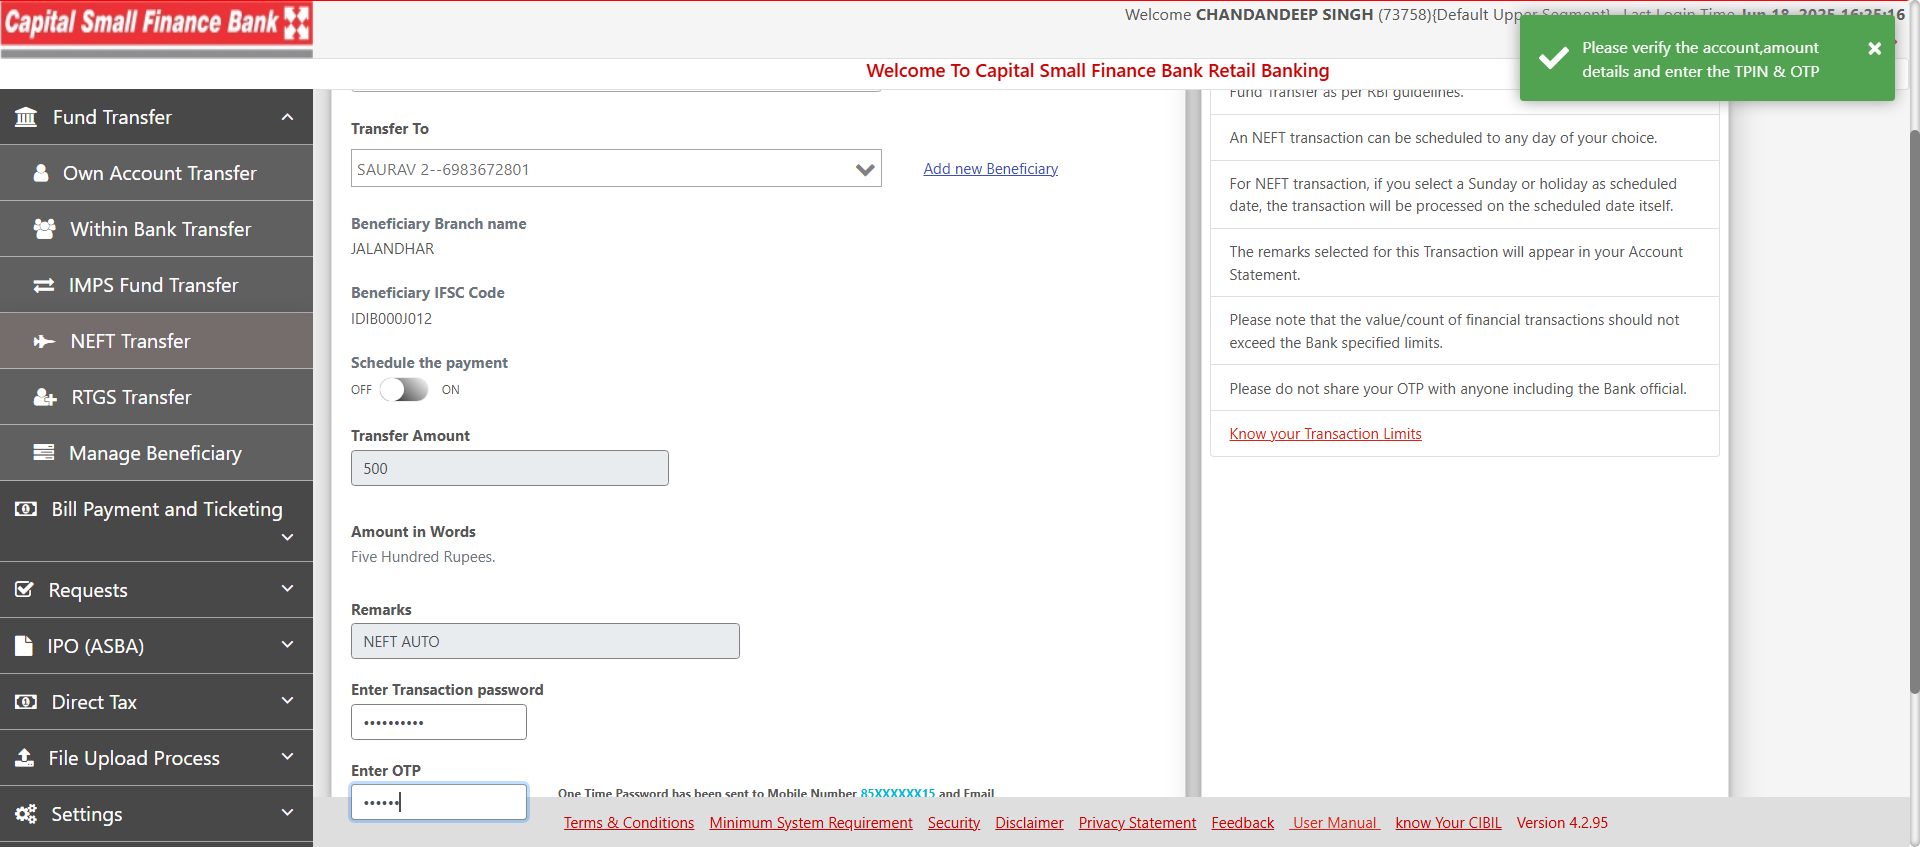 Capital Small Finance Bank
Welcome CHANDANDEEP SINGH (73758){Default Upper Segment} Last Login Time Jun 18, 2025 16:25:16
Please verify the account,amount
details and enter the TPIN & OTP
Welcome To Capital Small Finance Bank Retail Banking
Fund Transfer
Own Account Transfer
Within Bank Transfer
IMPS Fund Transfer
NEFT Transfer
RTGS Transfer
Manage Beneficiary
Bill Payment and Ticketing
Requests
IPO (ASBA)
Direct Tax
File Upload Process
Settings
Transfer To
SAURAV 2--6983672801
Add new Beneficiary
Beneficiary Branch name
JALANDHAR
Beneficiary IFSC Code
IDIB000J012
Schedule the payment
OFF ON
Transfer Amount
500
Amount in Words
Five Hundred Rupees.
Remarks
NEFT AUTO
Enter Transaction password
••••••••••
Enter OTP
••••••
One Time Password has been sent to Mobile Number 85XXXXXX15 and Email
Fund Transfer as per RBI guidelines.
An NEFT transaction can be scheduled to any day of your choice.
For NEFT transaction, if you select a Sunday or holiday as scheduled
date, the transaction will be processed on the scheduled date itself.
The remarks selected for this Transaction will appear in your Account
Statement.
Please note that the value/count of financial transactions should not
exceed the Bank specified limits.
Please do not share your OTP with anyone including the Bank official.
Know your Transaction Limits
Terms & Conditions Minimum System Requirement Security Disclaimer Privacy Statement Feedback User Manual know Your CIBIL Version 4.2.95